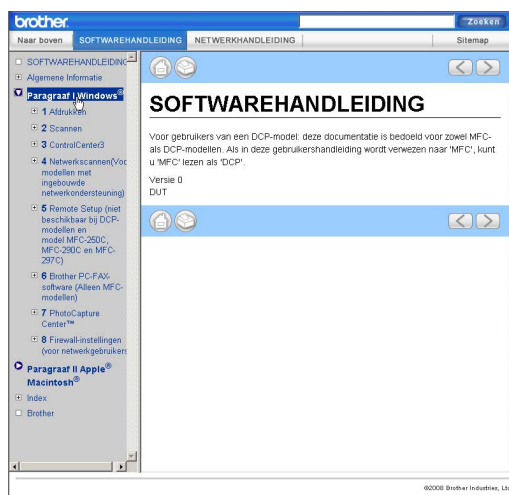 brother.
Zoeken
Naar boven
SOFTWAREHANDLEIDING
NETWERKHANDLEIDING
Sitemap
SOFTWAREHANDLEIDING
Algemene Informatie
Paragraaf I Windows®
1 Afdrukken
2 Scannen
3 ControlCenter3
4 Netwerkscannen(Voor
modellen met
ingebouwde
netwerkondersteuning)
5 Remote Setup (niet
beschikbaar bij DCP-
modellen en
model MFC-250C,
MFC-290C en MFC-
297C)
6 Brother PC-FAX-
software (Alleen MFC-
modellen)
7 PhotoCapture
Center™
8 Firewall-instellingen
(voor netwerkgebruikers
Paragraaf II Apple®
Macintosh®
Index
Brother
SOFTWAREHANDLEIDING
Voor gebruikers van een DCP-model: deze documentatie is bedoeld voor zowel MFC-
als DCP-modellen. Als in deze gebruikershandleiding wordt verwezen naar 'MFC', kunt
u 'MFC' lezen als 'DCP'.
Versie 0
DUT
©2008 Brother Industries, Ltd